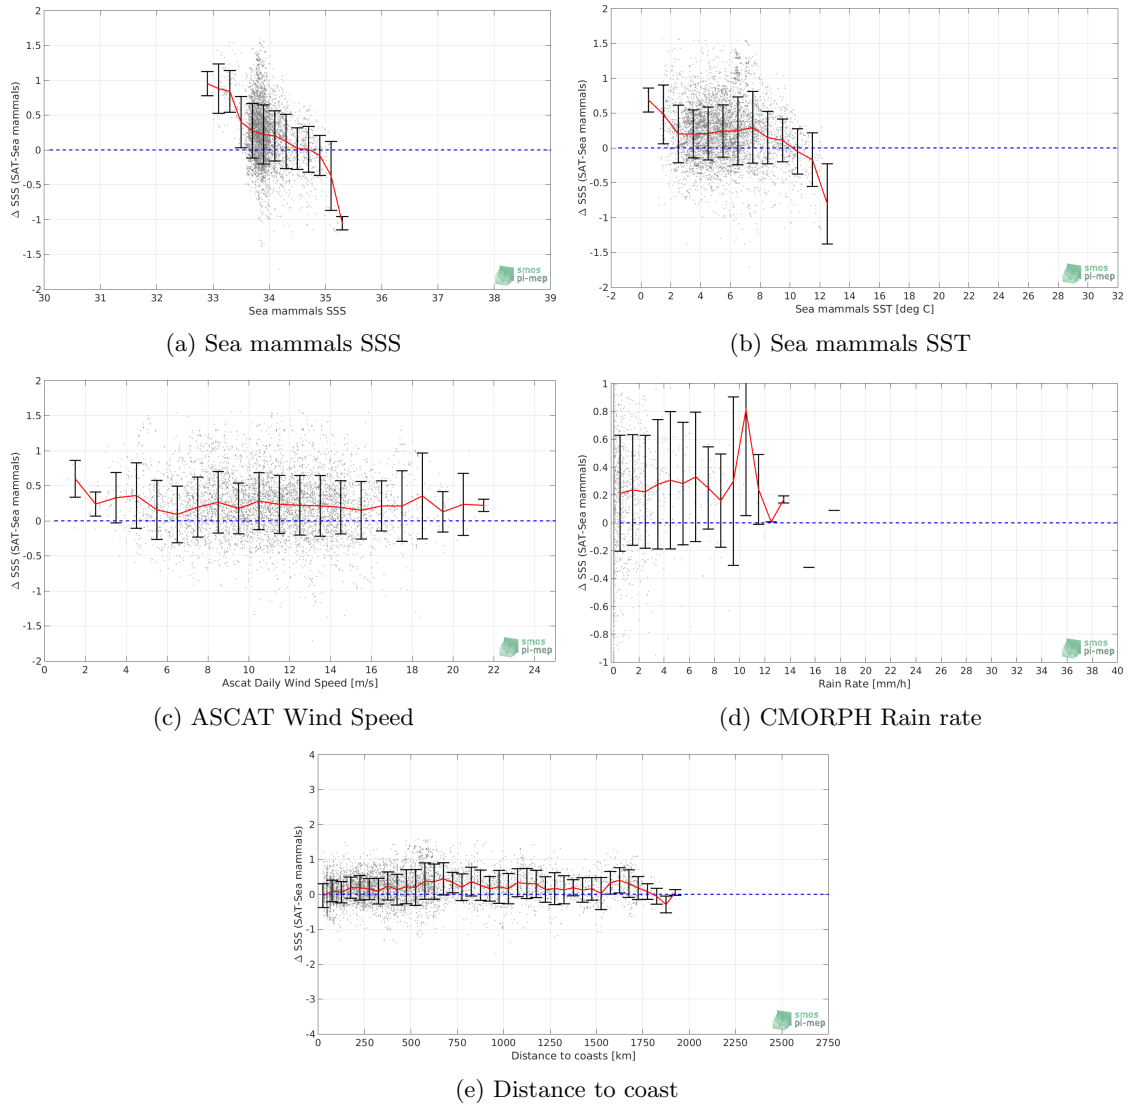 2
1.5
1
0.5
0
-0.5
-1
-1.5
-2
Δ SSS (SAT-Sea mammals)
30 31 32 33 34 35 36 37 38 39
Sea mammals SSS
smos
pi-mep
(a) Sea mammals SSS
2
1.5
1
0.5
0
-0.5
-1
-1.5
-2
Δ SSS (SAT-Sea mammals)
-2 0 2 4 6 8 10 12 14 16 18 20 22 24 26 28 30 32
Sea mammals SST [deg C]
smos
pi-mep
(b) Sea mammals SST
2
1.5
1
0.5
0
-0.5
-1
-1.5
-2
Δ SSS (SAT-Sea mammals)
0 2 4 6 8 10 12 14 16 18 20 22 24
Ascat Daily Wind Speed [m/s]
smos
pi-mep
(c) ASCAT Wind Speed
1
0.8
0.6
0.4
0.2
0
-0.2
-0.4
-0.6
-0.8
-1
Δ SSS (SAT-Sea mammals)
0 2 4 6 8 10 12 14 16 18 20 22 24 26 28 30 32 34 36 38 40
Rain Rate [mm/h]
smos
pi-mep
(d) CMORPH Rain rate
4
3
2
1
0
-1
-2
-3
-4
Δ SSS (SAT-Sea mammals)
0 250 500 750 1000 1250 1500 1750 2000 2250 2500 2750
Distance to coasts [km]
smos
pi-mep
(e) Distance to coast